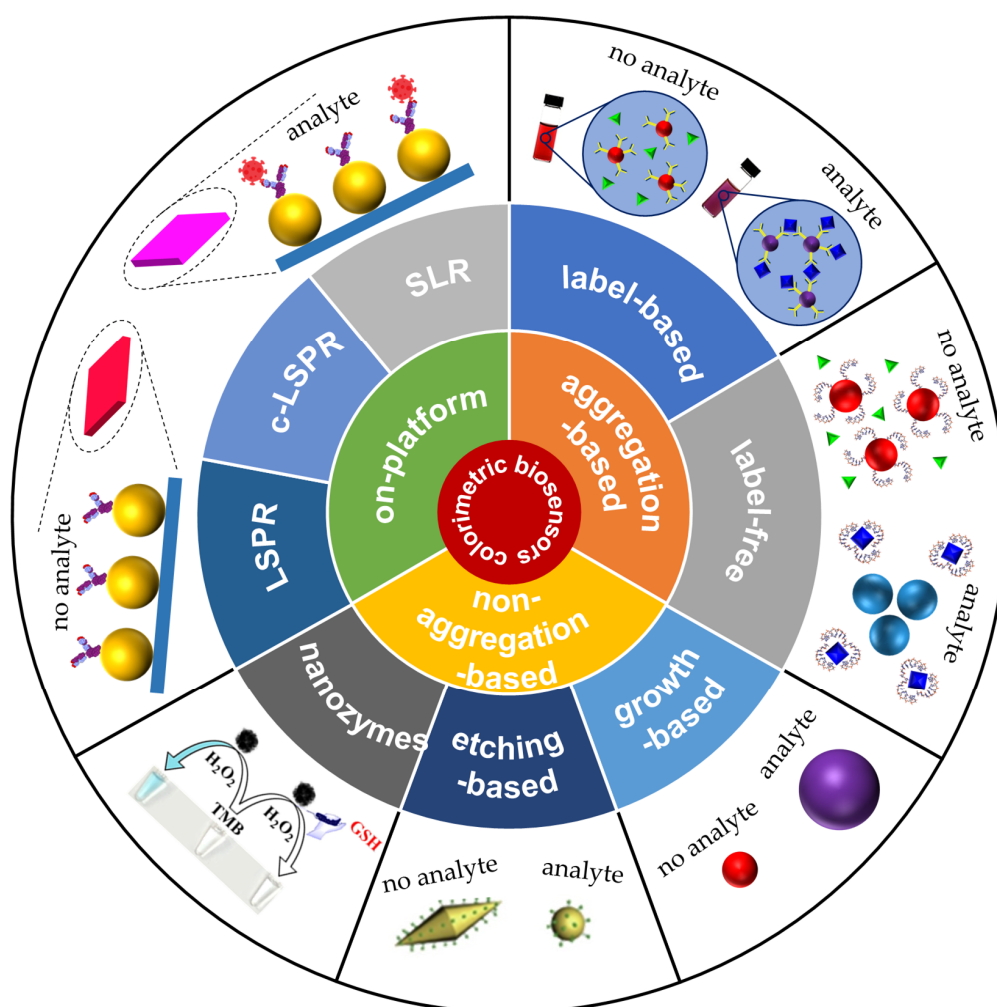 colorimetric biosensors
on-platform
aggregation
-based
non-
aggregation
-based
SLR
c-LSPR
LSPR
label-based
label-free
growth
-based
etching
-based
nanozymes
no analyte
analyte
no analyte
analyte
analyte
no analyte
no analyte
analyte
H₂O₂
TMB
H₂O₂
GSH
no analyte
analyte